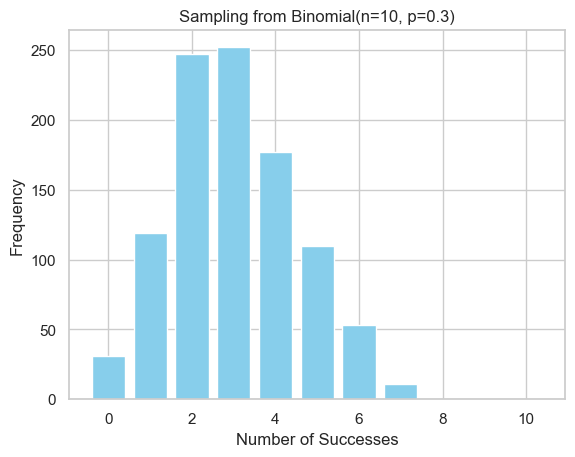 Sampling from Binomial(n=10, p=0.3)
Frequency
250
200
150
100
50
0
0 2 4 6 8 10
Number of Successes